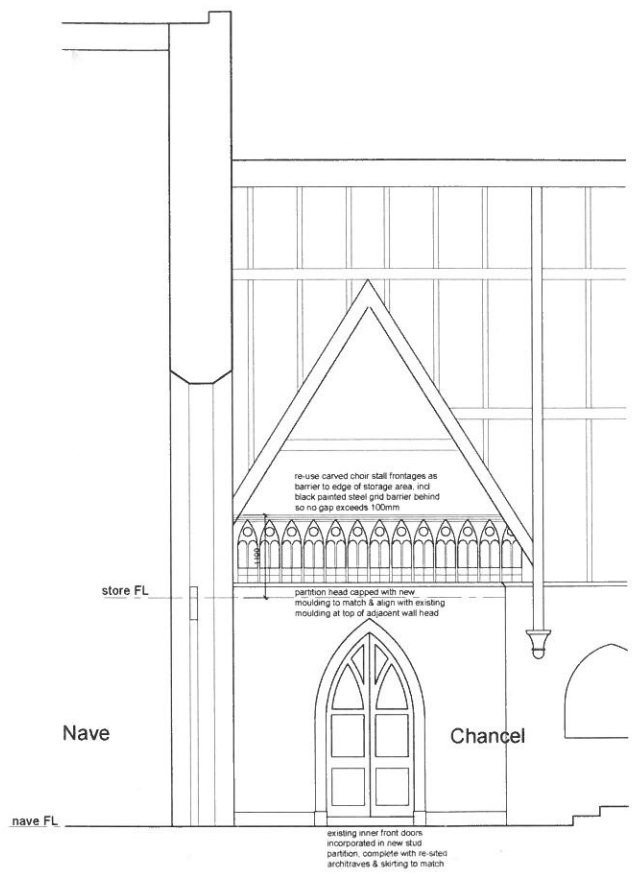 re-use carved choir stall frontages as
barrier to edge of storage area, incl
black painted steel grid barrier behind
so no gap exceeds 100mm
1100
store FL
partition head capped with new
moulding to match & align with existing
moulding at top of adjacent wall head
Nave
Chancel
nave FL
existing inner front doors
incorporated in new stud
partition, complete with re-sited
architraves & skirting to match